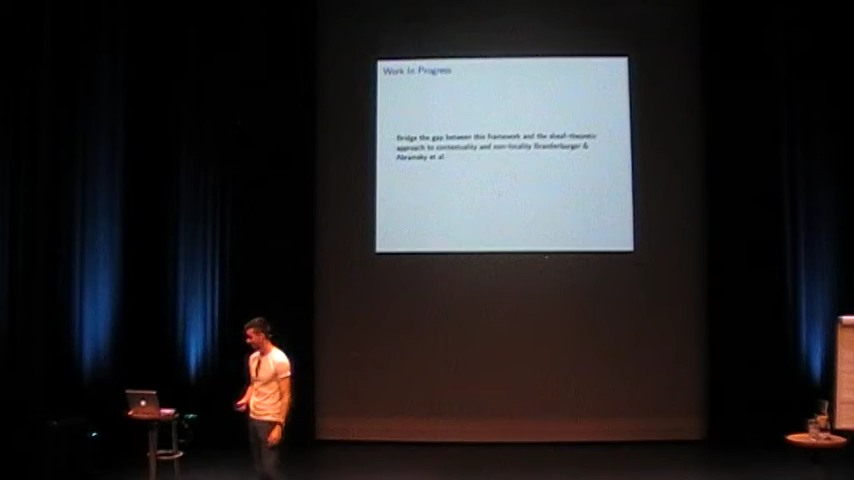 Work In Progress
Bridge the gap between this framework and the sheaf-theoretic
approach to contextuality and non-locality Brandenburger &
Abramsky et al